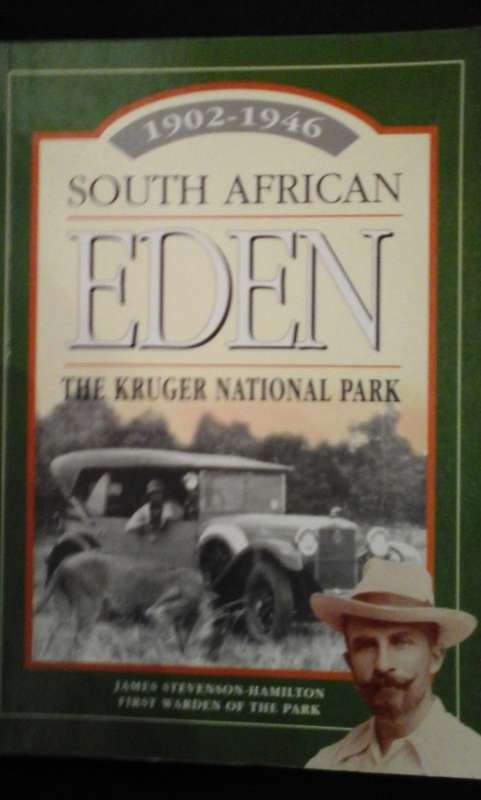 1902-1946
SOUTH AFRICAN
EDEN
THE KRUGER NATIONAL PARK
JAMES STEVENSON-HAMILTON
FIRST WARDEN OF THE PARK